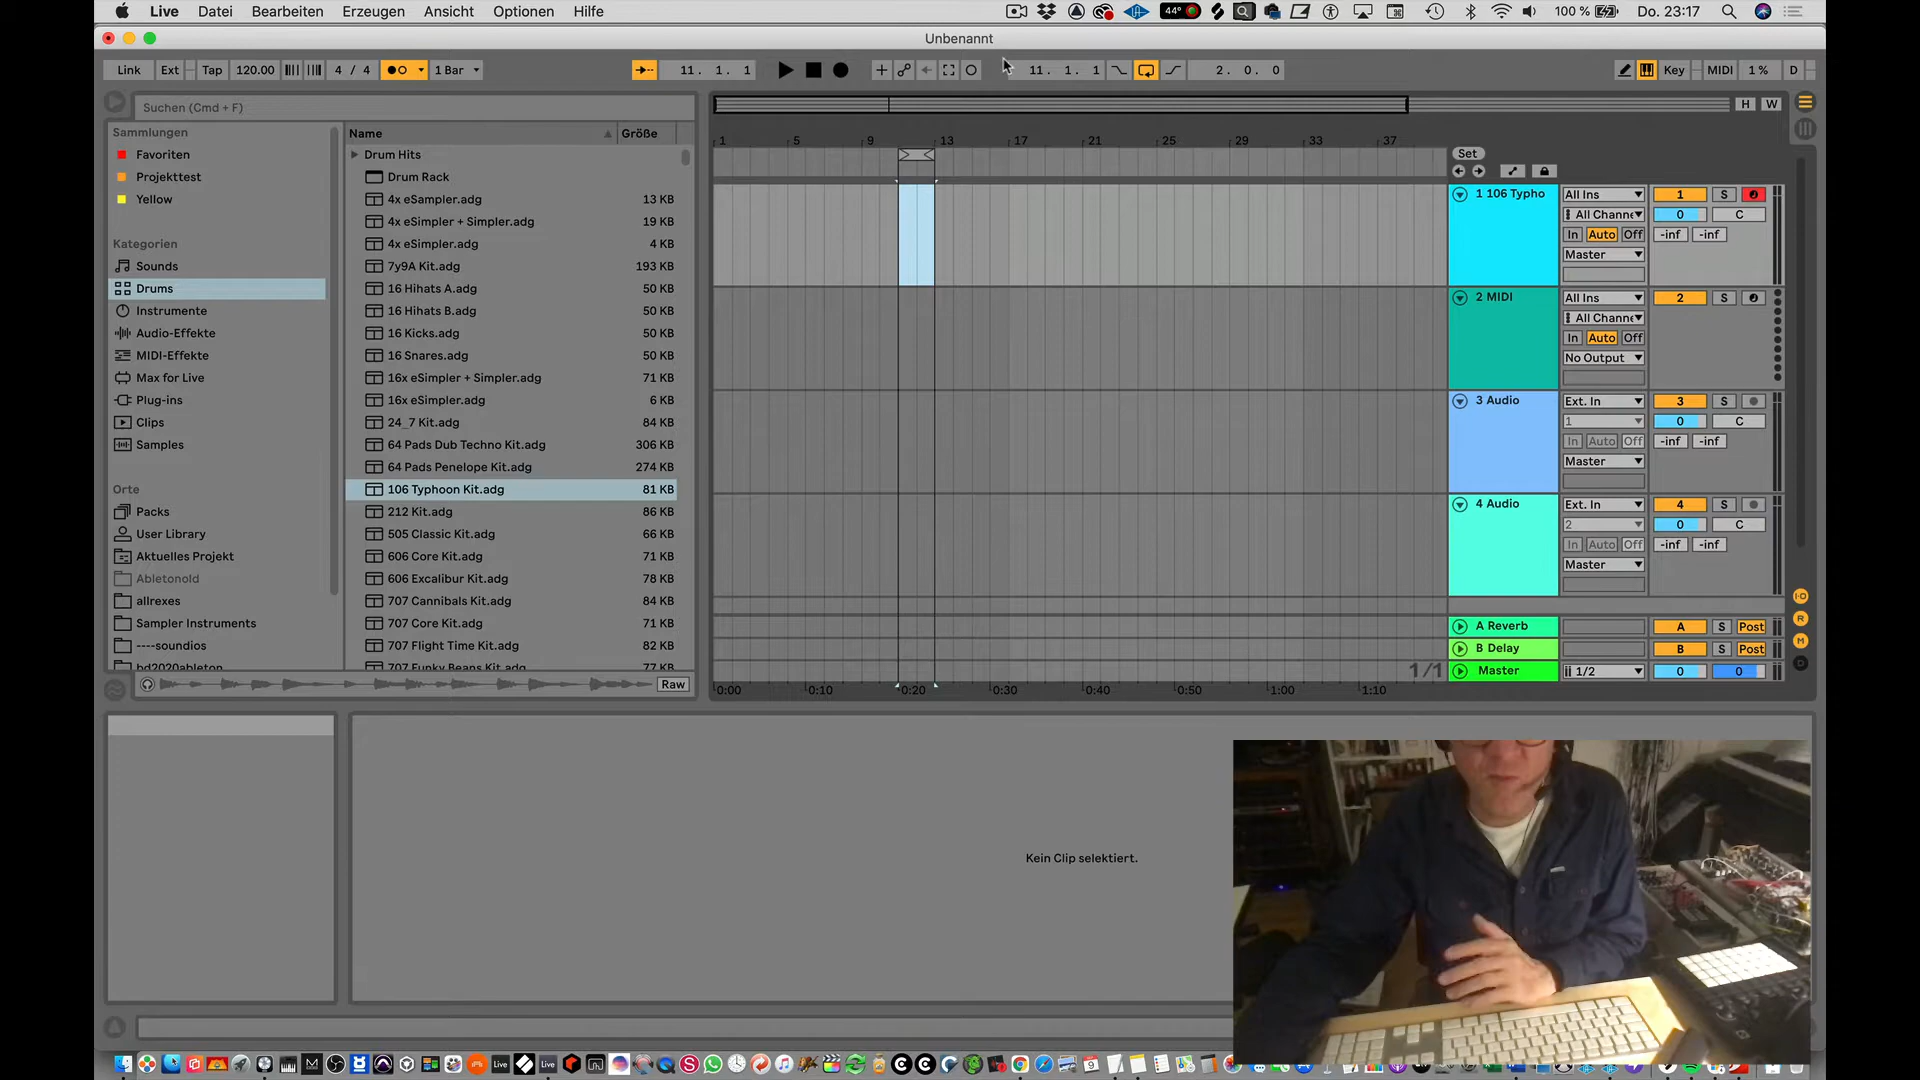 Live Datei Bearbeiten Erzeugen Ansicht Optionen Hilfe 44° 100 % Do. 23:17
Unbenannt
Link Ext Tap 120.00 4 / 4 1 Bar 11. 1. 1 11. 1. 1 2. 0. 0 Key MIDI 1 % D
Suchen (Cmd + F) H W
Sammlungen
Favoriten
Projekttest
Yellow
Kategorien
Sounds
Drums
Instrumente
Audio-Effekte
MIDI-Effekte
Max for Live
Plug-ins
Clips
Samples
Orte
Packs
User Library
Aktuelles Projekt
Abletonold
allrexes
Sampler Instruments
----soundios
bd2020ableton
Name Größe
Drum Hits
Drum Rack
4x eSampler.adg 13 KB
4x eSimpler + Simpler.adg 19 KB
4x eSimpler.adg 4 KB
7y9A Kit.adg 193 KB
16 Hihats A.adg 50 KB
16 Hihats B.adg 50 KB
16 Kicks.adg 50 KB
16 Snares.adg 50 KB
16x eSimpler + Simpler.adg 71 KB
16x eSimpler.adg 6 KB
24_7 Kit.adg 84 KB
64 Pads Dub Techno Kit.adg 306 KB
64 Pads Penelope Kit.adg 274 KB
106 Typhoon Kit.adg 81 KB
212 Kit.adg 86 KB
505 Classic Kit.adg 66 KB
606 Core Kit.adg 71 KB
606 Excalibur Kit.adg 78 KB
707 Cannibals Kit.adg 84 KB
707 Core Kit.adg 71 KB
707 Flight Time Kit.adg 82 KB
707 Funky Beans Kit.adg 77 KB
Raw
1 5 9 13 17 21 25 29 33 37
Set
1 106 Typho All Ins 1 S
All Channe 0 C
In Auto Off -inf -inf
Master
2 MIDI All Ins 2 S
All Channe
In Auto Off
No Output
3 Audio Ext. In 3 S
1 0 C
In Auto Off -inf -inf
Master
4 Audio Ext. In 4 S
2 0 C
In Auto Off -inf -inf
Master
A Reverb A S Post
B Delay B S Post
1/1 Master 1/2 0 0
0:00 0:10 0:20 0:30 0:40 0:50 1:00 1:10
Kein Clip selektiert.